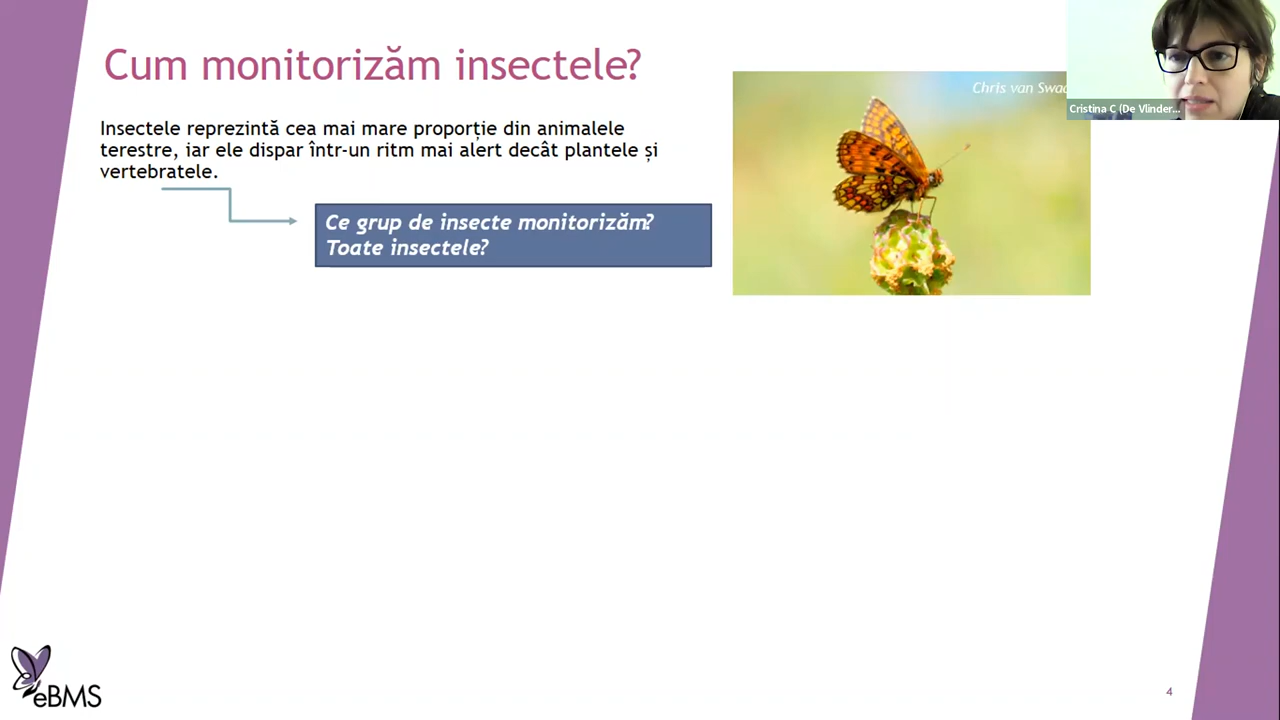 Cum monitorizăm insectele?
Chris van Swaa
Cristina C (De Vlinder...
Insectele reprezintă cea mai mare proporție din animalele
terestre, iar ele dispar într-un ritm mai alert decât plantele și
vertebratele.
Ce grup de insecte monitorizăm?
Toate insectele?
eBMS
4